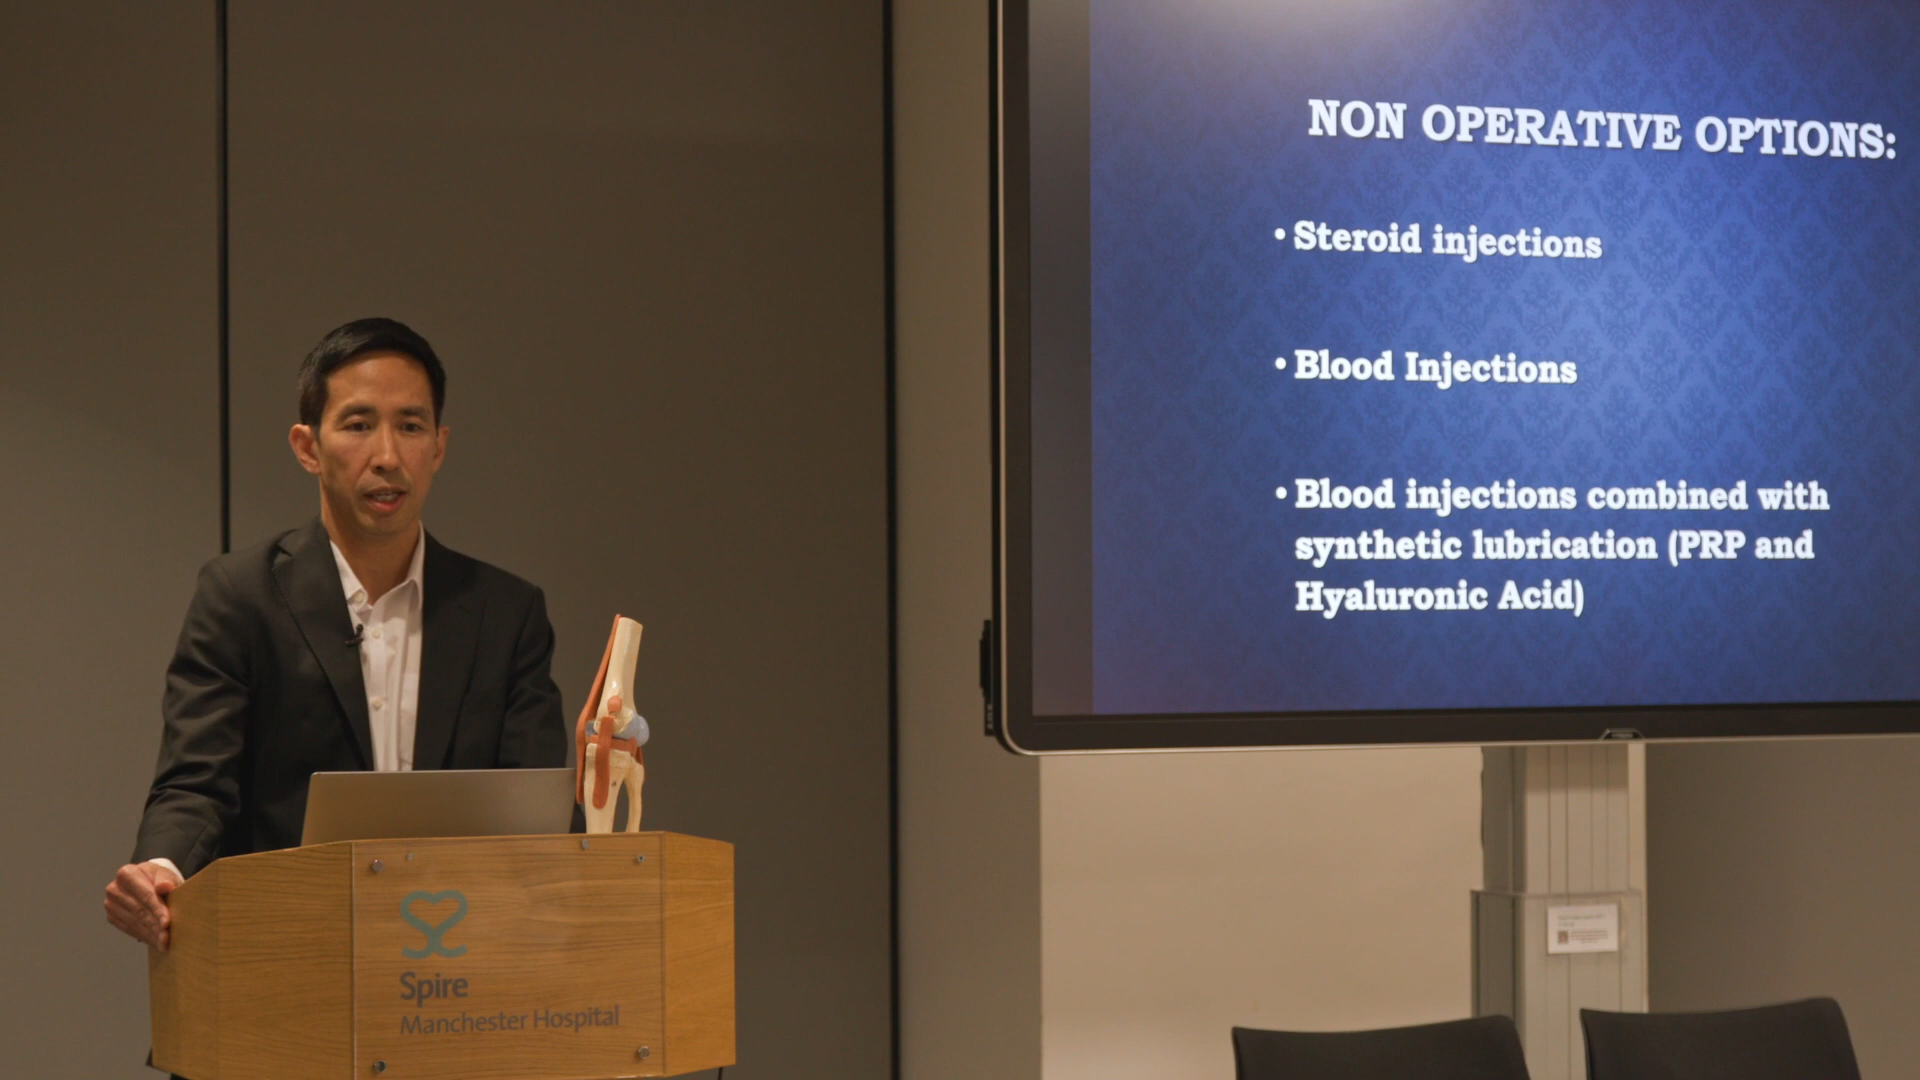 NON OPERATIVE OPTIONS:
• Steroid injections
• Blood Injections
• Blood injections combined with
synthetic lubrication (PRP and
Hyaluronic Acid)
Spire
Manchester Hospital